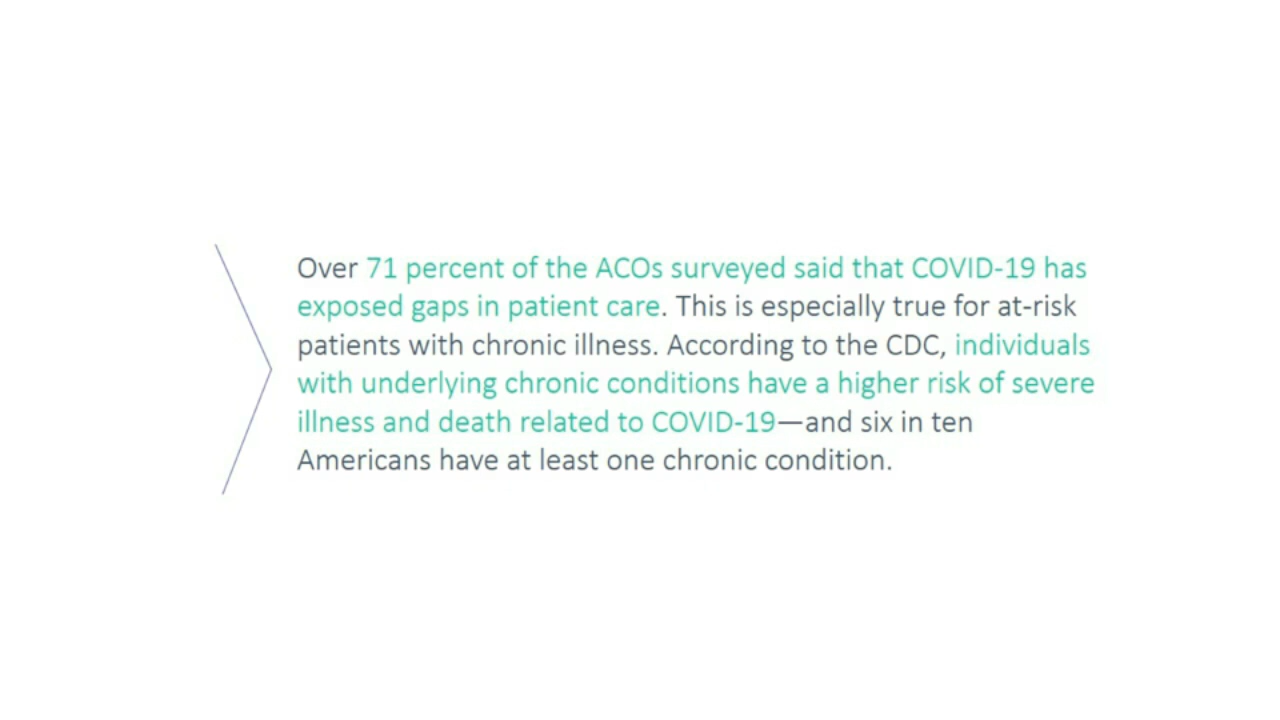 Over 71 percent of the ACOs surveyed said that COVID-19 has
exposed gaps in patient care. This is especially true for at-risk
patients with chronic illness. According to the CDC, individuals
with underlying chronic conditions have a higher risk of severe
illness and death related to COVID-19—and six in ten
Americans have at least one chronic condition.